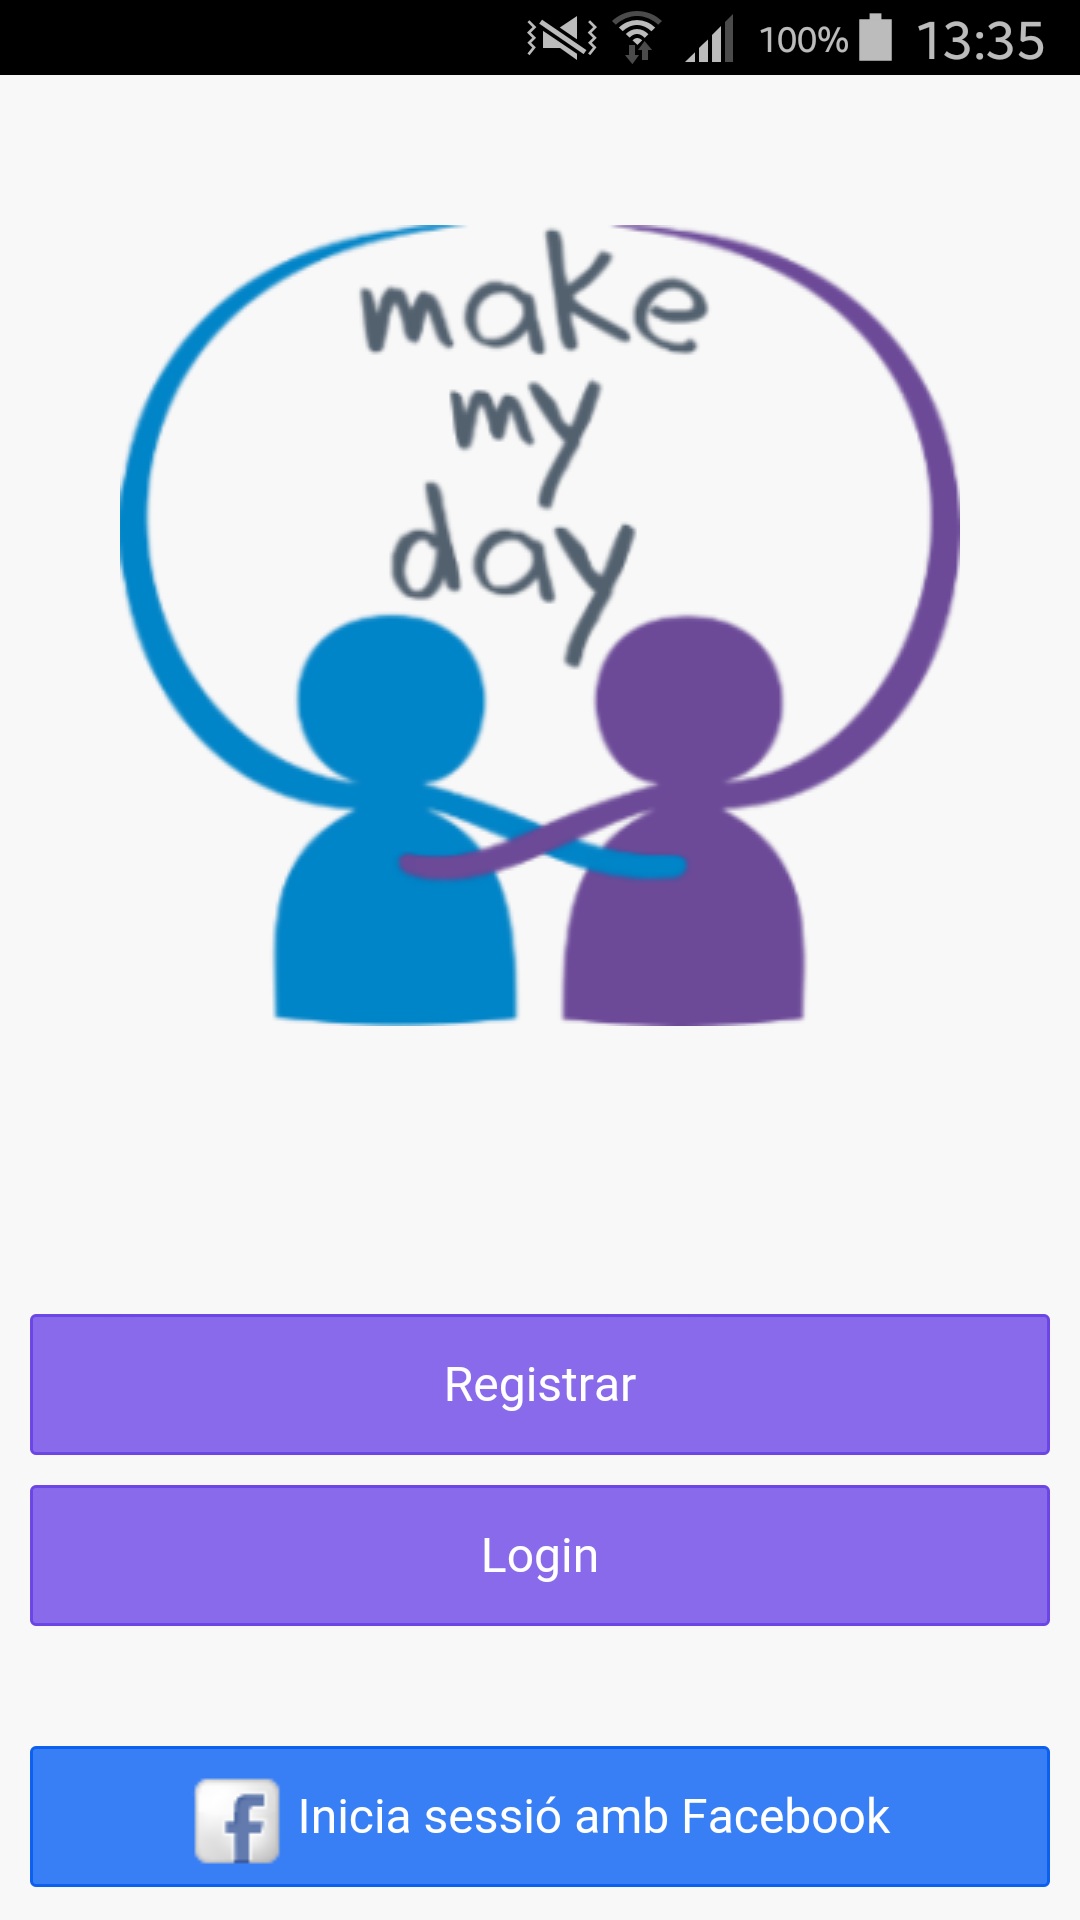 100% 13:35
make
my
day
Registrar
Login
Inicia sessió amb Facebook